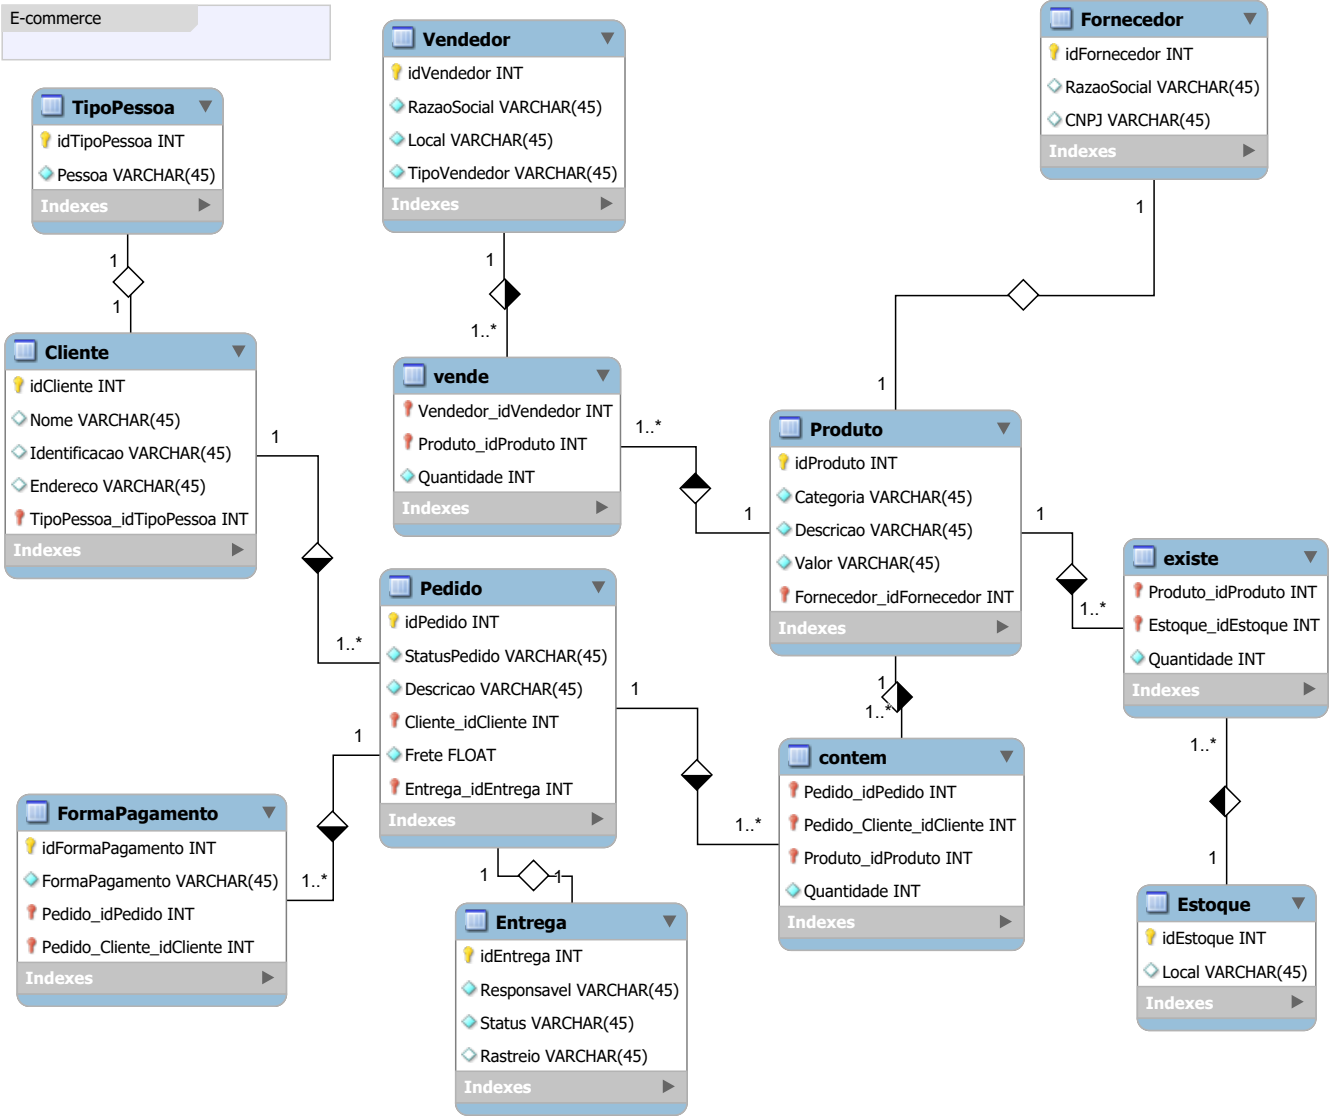 E-commerce
TipoPessoa
idTipoPessoa INT
Pessoa VARCHAR(45)
Indexes
1
1
Vendedor
idVendedor INT
RazaoSocial VARCHAR(45)
Local VARCHAR(45)
TipoVendedor VARCHAR(45)
Indexes
1
1..*
Fornecedor
idFornecedor INT
RazaoSocial VARCHAR(45)
CNPJ VARCHAR(45)
Indexes
1
1
Cliente
idCliente INT
Nome VARCHAR(45)
Identificacao VARCHAR(45)
Endereco VARCHAR(45)
TipoPessoa_idTipoPessoa INT
Indexes
1
1..*
vende
Vendedor_idVendedor INT
Produto_idProduto INT
Quantidade INT
Indexes
1..*
1
Produto
idProduto INT
Categoria VARCHAR(45)
Descricao VARCHAR(45)
Valor VARCHAR(45)
Fornecedor_idFornecedor INT
Indexes
1
1..*
1
1..*
existe
Produto_idProduto INT
Estoque_idEstoque INT
Quantidade INT
Indexes
1..*
1
Pedido
idPedido INT
StatusPedido VARCHAR(45)
Descricao VARCHAR(45)
Cliente_idCliente INT
Frete FLOAT
Entrega_idEntrega INT
Indexes
1
1..*
1
1..*
1
1
FormaPagamento
idFormaPagamento INT
FormaPagamento VARCHAR(45)
Pedido_idPedido INT
Pedido_Cliente_idCliente INT
Indexes
contem
Pedido_idPedido INT
Pedido_Cliente_idCliente INT
Produto_idProduto INT
Quantidade INT
Indexes
Entrega
idEntrega INT
Responsavel VARCHAR(45)
Status VARCHAR(45)
Rastreio VARCHAR(45)
Indexes
Estoque
idEstoque INT
Local VARCHAR(45)
Indexes